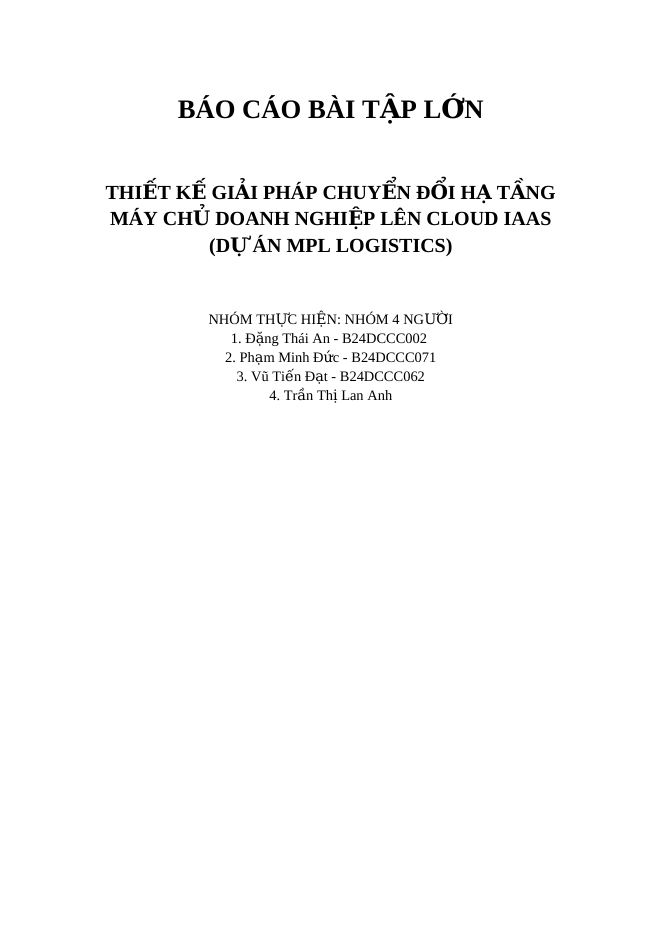 BÁO CÁO BÀI TẬP LỚN
THIẾT KẾ GIẢI PHÁP CHUYỂN ĐỔI HẠ TẦNG
MÁY CHỦ DOANH NGHIỆP LÊN CLOUD IAAS
(DỰ ÁN MPL LOGISTICS)
NHÓM THỰC HIỆN: NHÓM 4 NGƯỜI
1. Đặng Thái An - B24DCCC002
2. Phạm Minh Đức - B24DCCC071
3. Vũ Tiến Đạt - B24DCCC062
4. Trần Thị Lan Anh